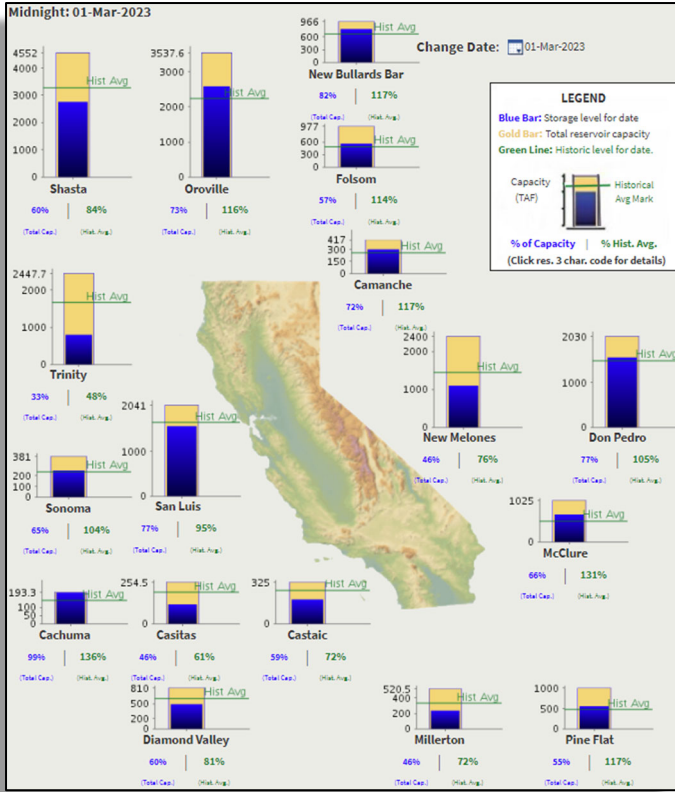 Midnight: 01-Mar-2023
Change Date: 01-Mar-2023
4552
4000
3000
2000
1000
0
Hist Avg
Shasta
60% | 84%
(Total Cap.) (Hist. Avg.)
3537.6
3000
2000
1000
0
Hist Avg
Oroville
73% | 116%
(Total Cap.) (Hist. Avg.)
966
600
300
0
Hist Avg
New Bullards Bar
82% | 117%
(Total Cap.) (Hist. Avg.)
977
600
300
0
Hist Avg
Folsom
57% | 114%
(Total Cap.) (Hist. Avg.)
417
300
150
0
Hist Avg
Camanche
72% | 117%
(Total Cap.) (Hist. Avg.)
LEGEND
Blue Bar: Storage level for date
Gold Bar: Total reservoir capacity
Green Line: Historic level for date.
Capacity
(TAF)
Historical
Avg Mark
% of Capacity | % Hist. Avg.
(Click res. 3 char. code for details)
2447.7
2000
1000
0
Hist Avg
Trinity
33% | 48%
(Total Cap.) (Hist. Avg.)
2400
2000
1000
0
Hist Avg
New Melones
46% | 76%
(Total Cap.) (Hist. Avg.)
2030
1000
0
Hist Avg
Don Pedro
77% | 105%
(Total Cap.) (Hist. Avg.)
381
200
100
0
Hist Avg
Sonoma
65% | 104%
(Total Cap.) (Hist. Avg.)
2041
1000
0
Hist Avg
San Luis
77% | 95%
(Total Cap.) (Hist. Avg.)
1025
0
Hist Avg
McClure
66% | 131%
(Total Cap.) (Hist. Avg.)
193.3
100
50
0
Hist Avg
Cachuma
99% | 136%
(Total Cap.) (Hist. Avg.)
254.5
100
0
Hist Avg
Casitas
46% | 61%
(Total Cap.) (Hist. Avg.)
325
0
Hist Avg
Castaic
59% | 72%
(Total Cap.) (Hist. Avg.)
810
500
200
0
Hist Avg
Diamond Valley
60% | 81%
(Total Cap.) (Hist. Avg.)
520.5
400
200
0
Hist Avg
Millerton
46% | 72%
(Total Cap.) (Hist. Avg.)
1000
500
0
Hist Avg
Pine Flat
55% | 117%
(Total Cap.) (Hist. Avg.)